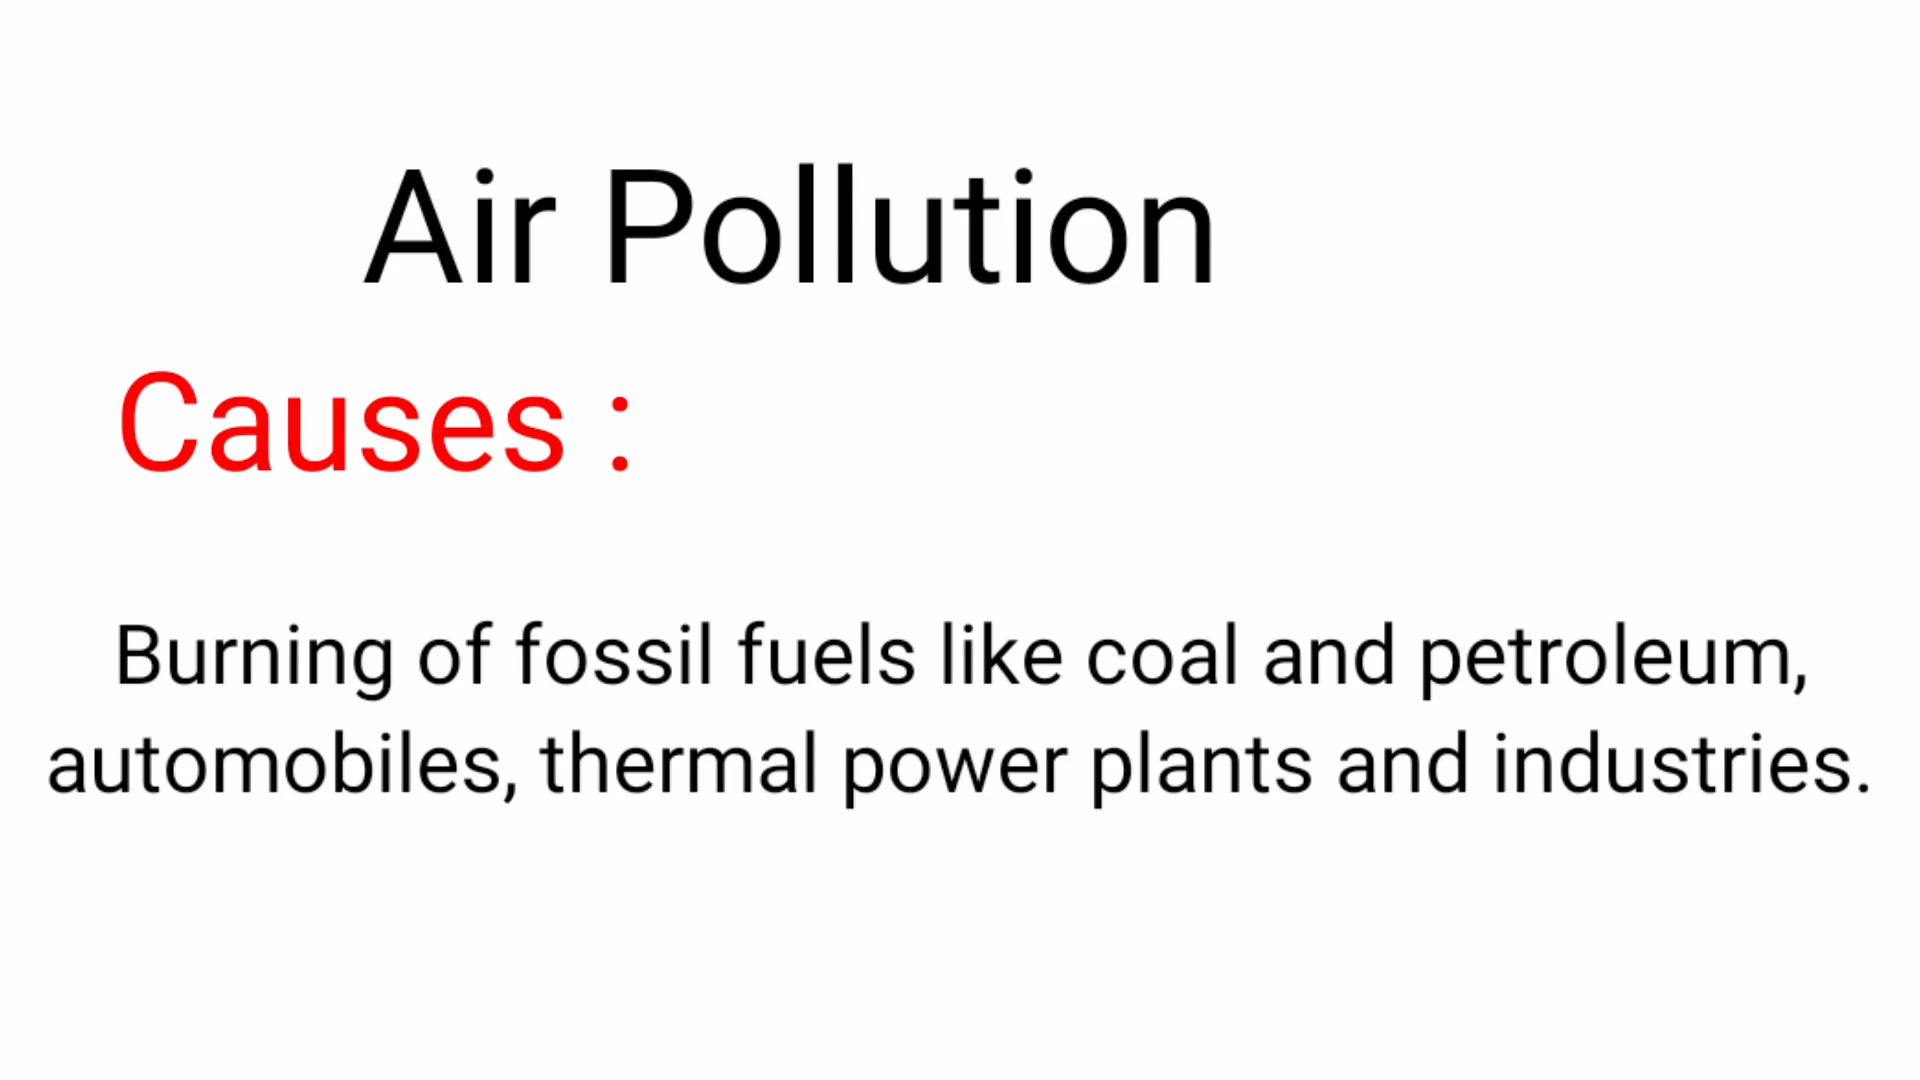 Air Pollution
Causes :
Burning of fossil fuels like coal and petroleum,
automobiles, thermal power plants and industries.